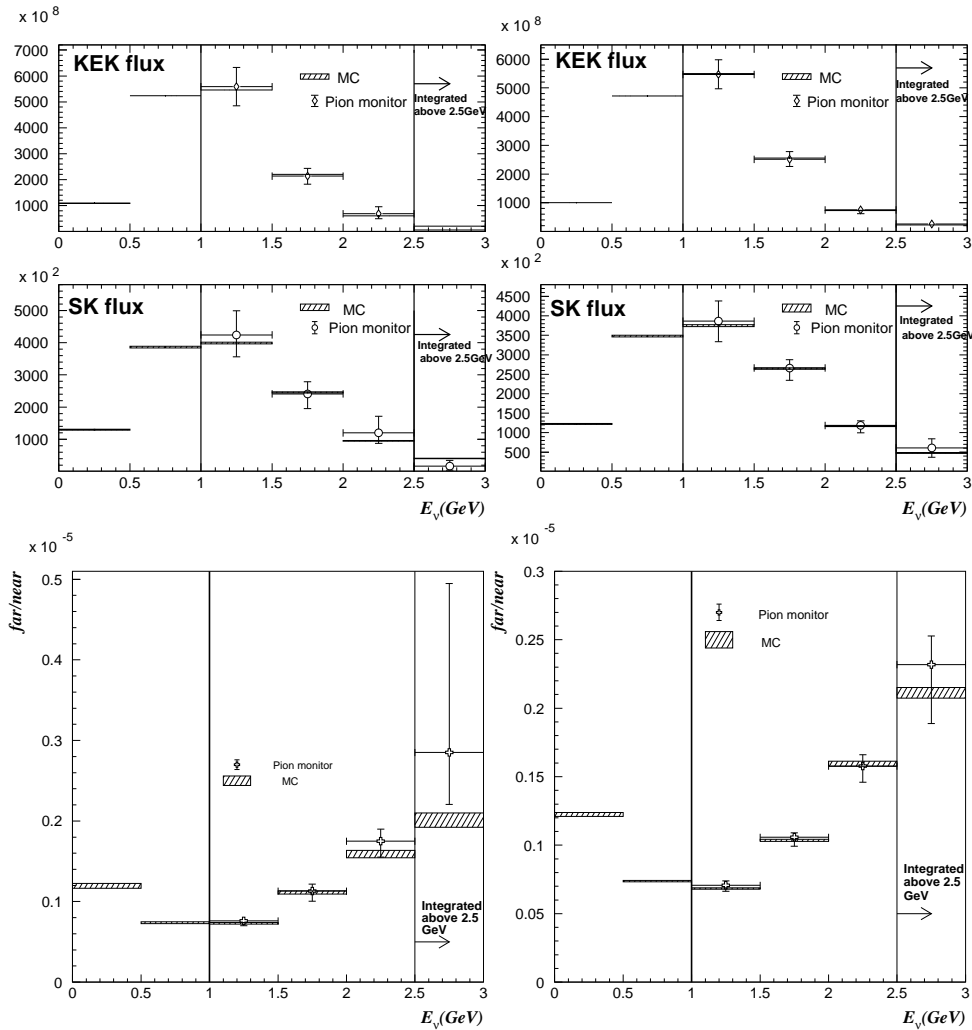 x 10 8
KEK flux
MC
Pion monitor
Integrated
above 2.5GeV
7000
6000
5000
4000
3000
2000
1000
0 0.5 1 1.5 2 2.5 3
x 10 2
SK flux
MC
Pion monitor
Integrated
above 2.5GeV
5000
4000
3000
2000
1000
0 0.5 1 1.5 2 2.5 3
Eν(GeV)
x 10 8
KEK flux
MC
Pion monitor
Integrated
above 2.5GeV
7000
6000
5000
4000
3000
2000
1000
0 0.5 1 1.5 2 2.5 3
x 10 2
SK flux
MC
Pion monitor
Integrated
above 2.5GeV
4500
4000
3500
3000
2500
2000
1500
1000
500
0 0.5 1 1.5 2 2.5 3
Eν(GeV)
x 10 -5
far/near
0.5
0.4
0.3
0.2
0.1
0
Pion monitor
MC
Integrated
above 2.5
GeV
0 0.5 1 1.5 2 2.5 3
Eν(GeV)
x 10 -5
far/near
0.3
0.25
0.2
0.15
0.1
0.05
0
Pion monitor
MC
Integrated
above 2.5
GeV
0 0.5 1 1.5 2 2.5 3
Eν(GeV)